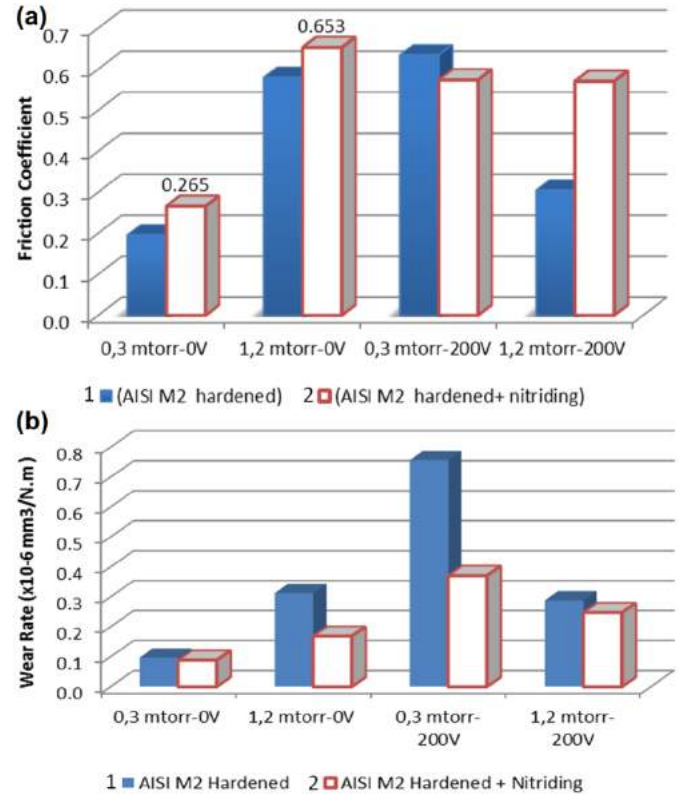 (a)
Friction Coefficient
0.7
0.6
0.5
0.4
0.3
0.2
0.1
0.0
0.653
0.265
0,3 mtorr-0V 1,2 mtorr-0V 0,3 mtorr-200V 1,2 mtorr-200V
1 (AISI M2 hardened) 2 (AISI M2 hardened+ nitriding)
(b)
Wear Rate (x10-6 mm3/N.m)
0.8
0.7
0.6
0.5
0.4
0.3
0.2
0.1
0.0
0,3 mtorr-0V 1,2 mtorr-0V 0,3 mtorr- 1,2 mtorr-
200V 200V
1 AISI M2 Hardened 2 AISI M2 Hardened + Nitriding